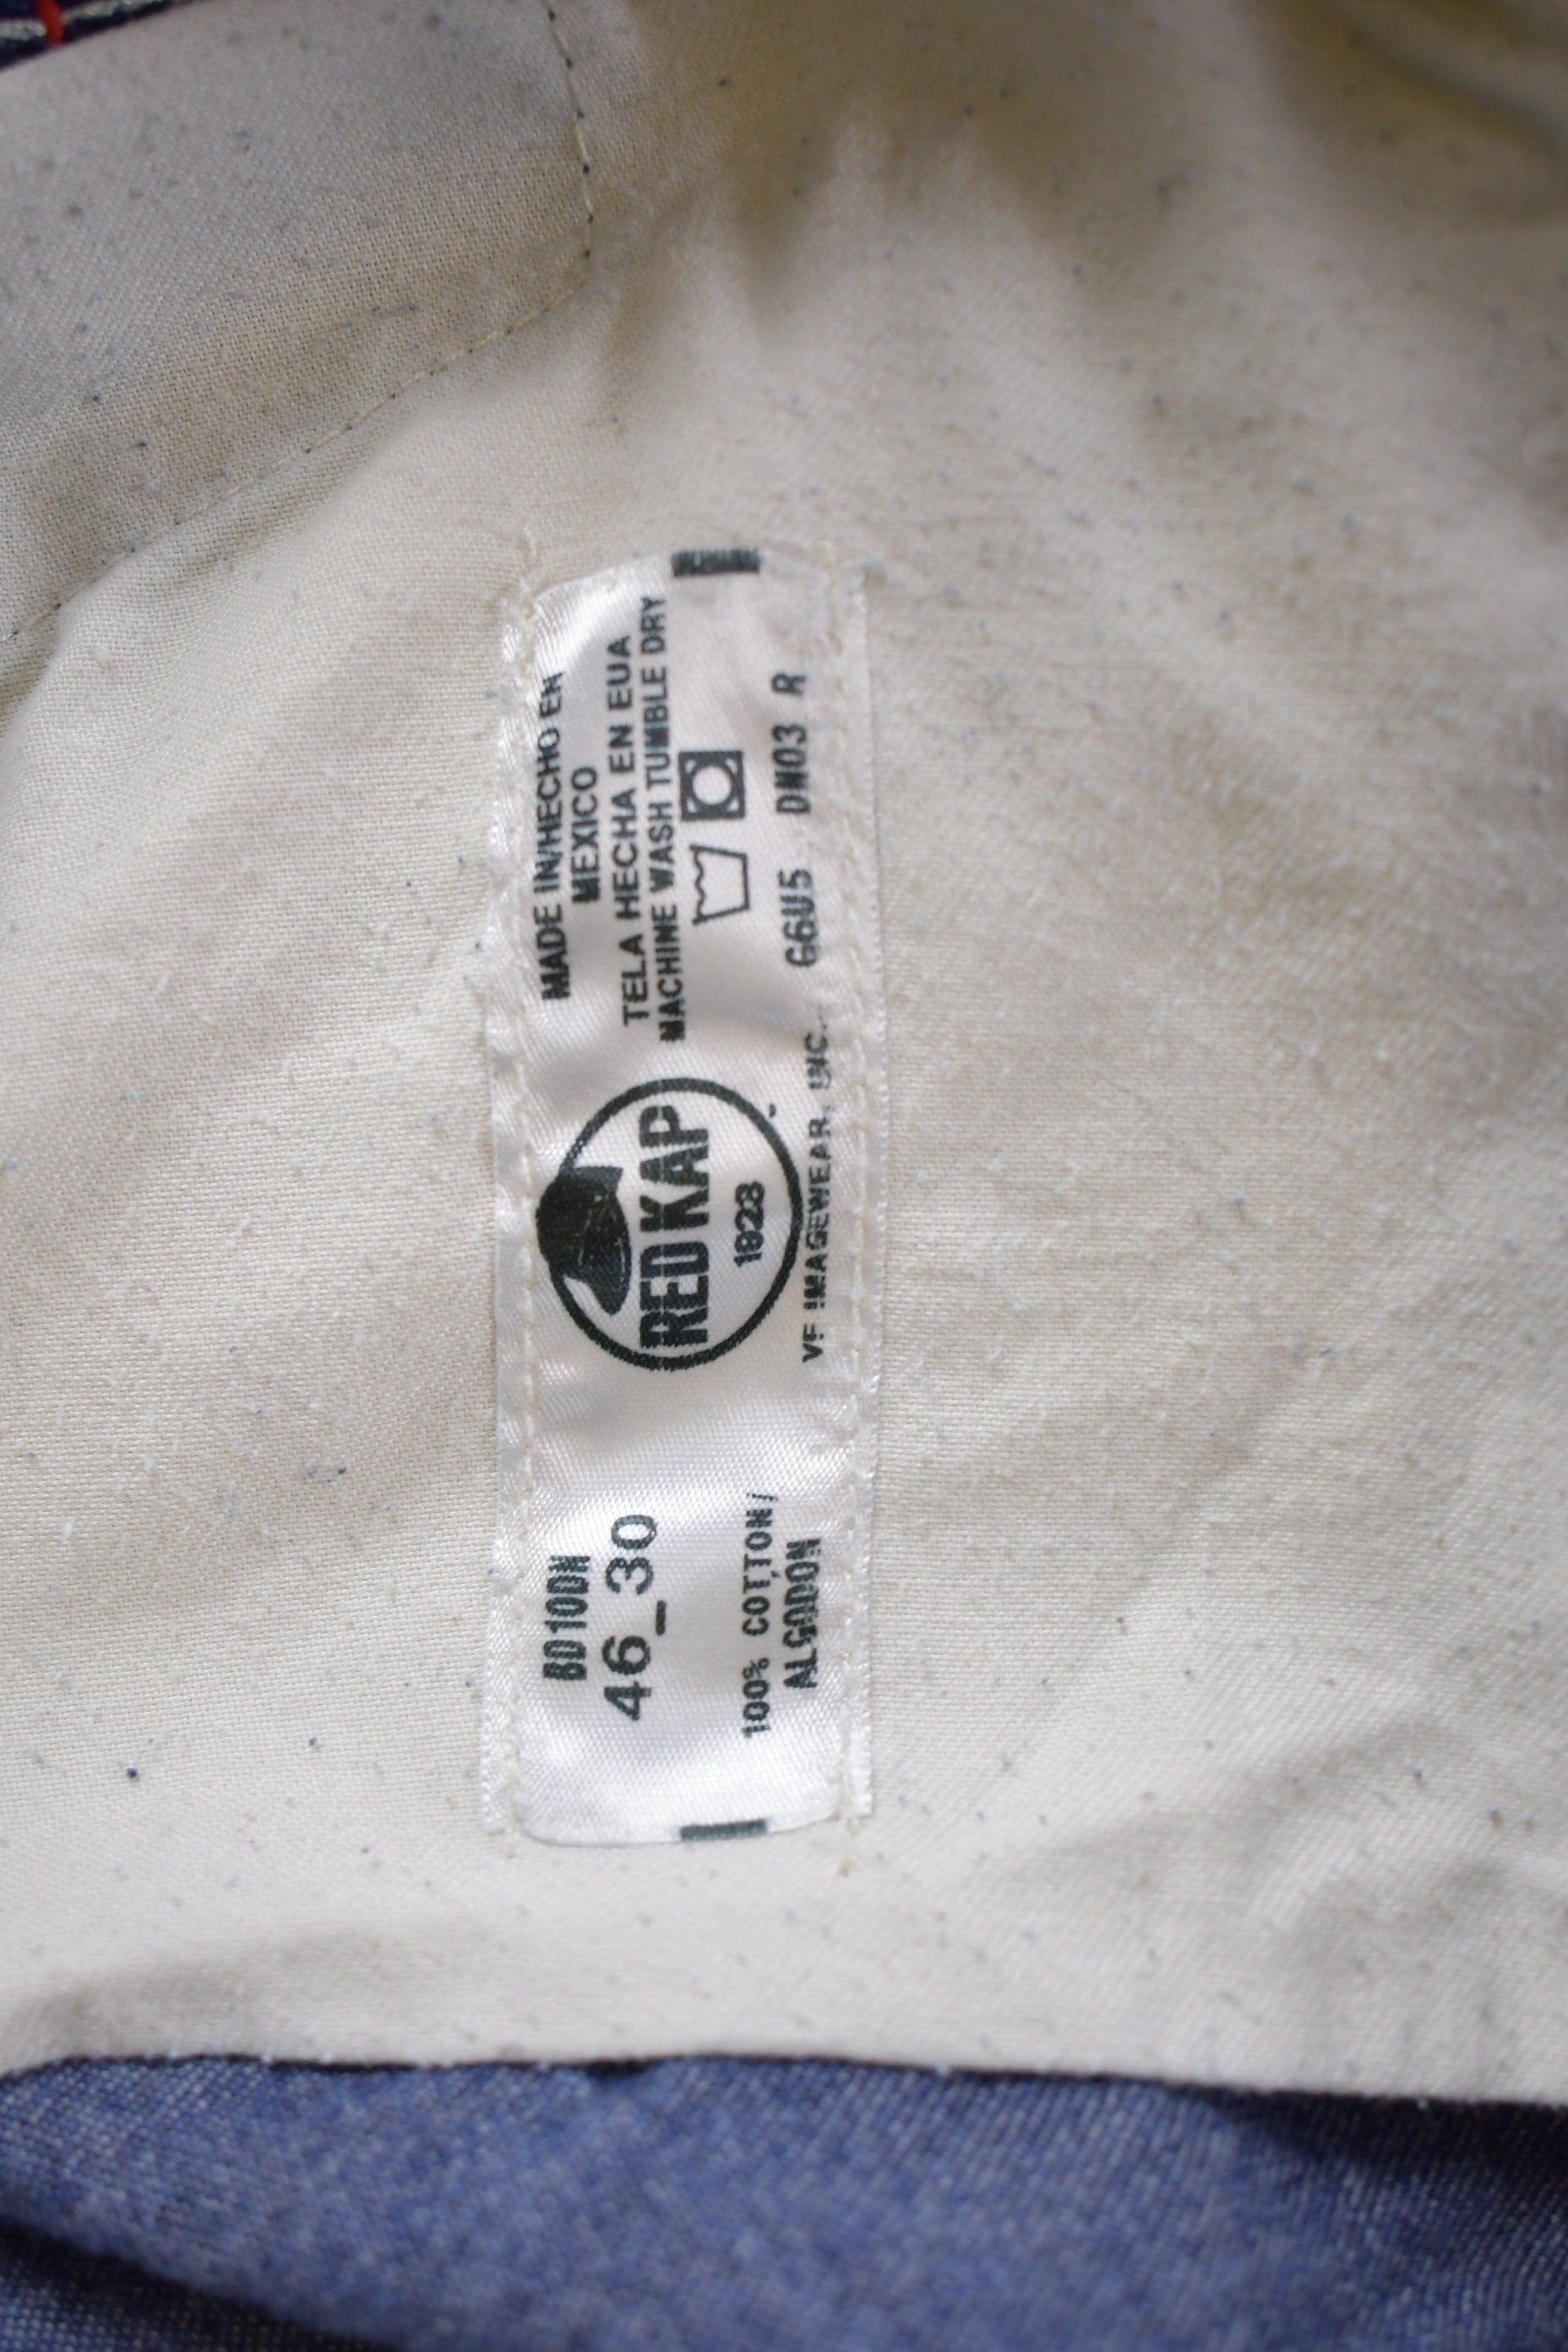 BD10DN
46_30
100% COTTON/
ALGODON
RED KAP
1923
VF IMAGEWEAR, INC.
MADE IN/HECHO EN
MEXICO
TELA HECHA EN EUA
MACHINE WASH TUMBLE DRY
G6U5 DN03 R